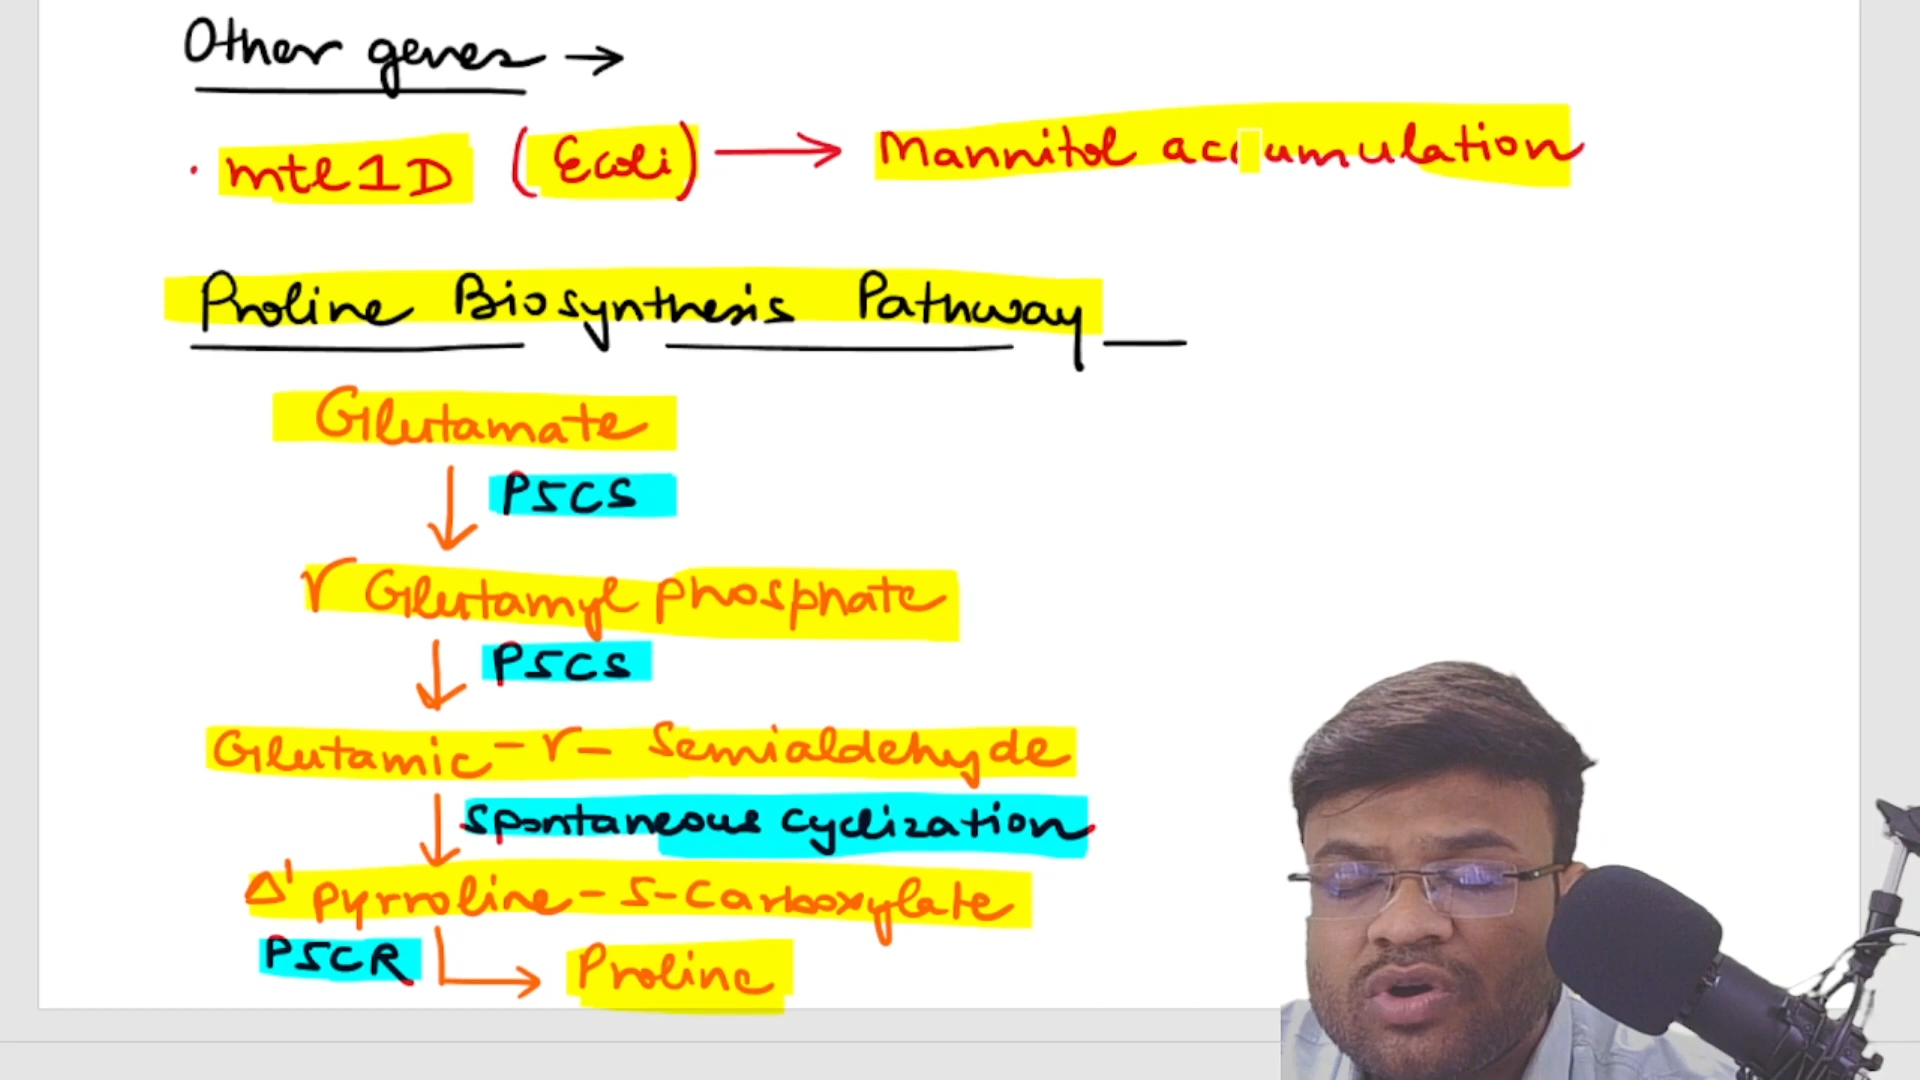 Other genes →
· mtl1D (Ecoli) → Mannitol accumulation
Proline Biosynthesis Pathway
Glutamate
↓ P5CS
γ Glutamyl phosphate
↓ P5CS
Glutamic-γ-Semialdehyde
↓ spontaneous cyclization
Δ' pyrroline-5-Carboxylate
P5CR → Proline